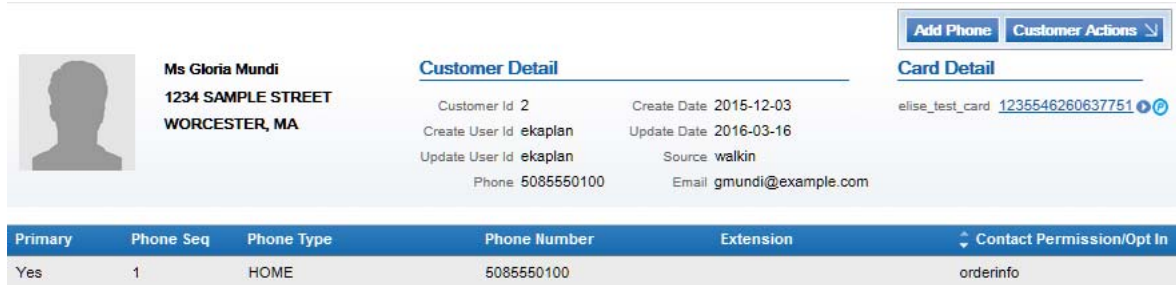 Add Phone Customer Actions
Ms Gloria Mundi
1234 SAMPLE STREET
WORCESTER, MA
Customer Detail
Customer Id 2 Create Date 2015-12-03
Create User Id ekaplan Update Date 2016-03-16
Update User Id ekaplan Source walkin
Phone 5085550100 Email gmundi@example.com
Card Detail
elise_test_card 1235546260637751 P
Primary Phone Seq Phone Type Phone Number Extension Contact Permission/Opt In
Yes 1 HOME 5085550100 orderinfo